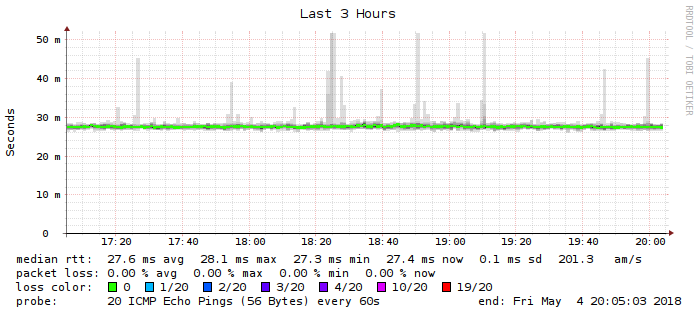 Last 3 Hours
RRDTOOL / TOBI OETIKER
Seconds
50 m
40 m
30 m
20 m
10 m
0
17:20 17:40 18:00 18:20 18:40 19:00 19:20 19:40 20:00
median rtt: 27.6 ms avg 28.1 ms max 27.3 ms min 27.4 ms now 0.1 ms sd 201.3 am/s
packet loss: 0.00 % avg 0.00 % max 0.00 % min 0.00 % now
loss color: 0 1/20 2/20 3/20 4/20 10/20 19/20
probe: 20 ICMP Echo Pings (56 Bytes) every 60s end: Fri May 4 20:05:03 2018